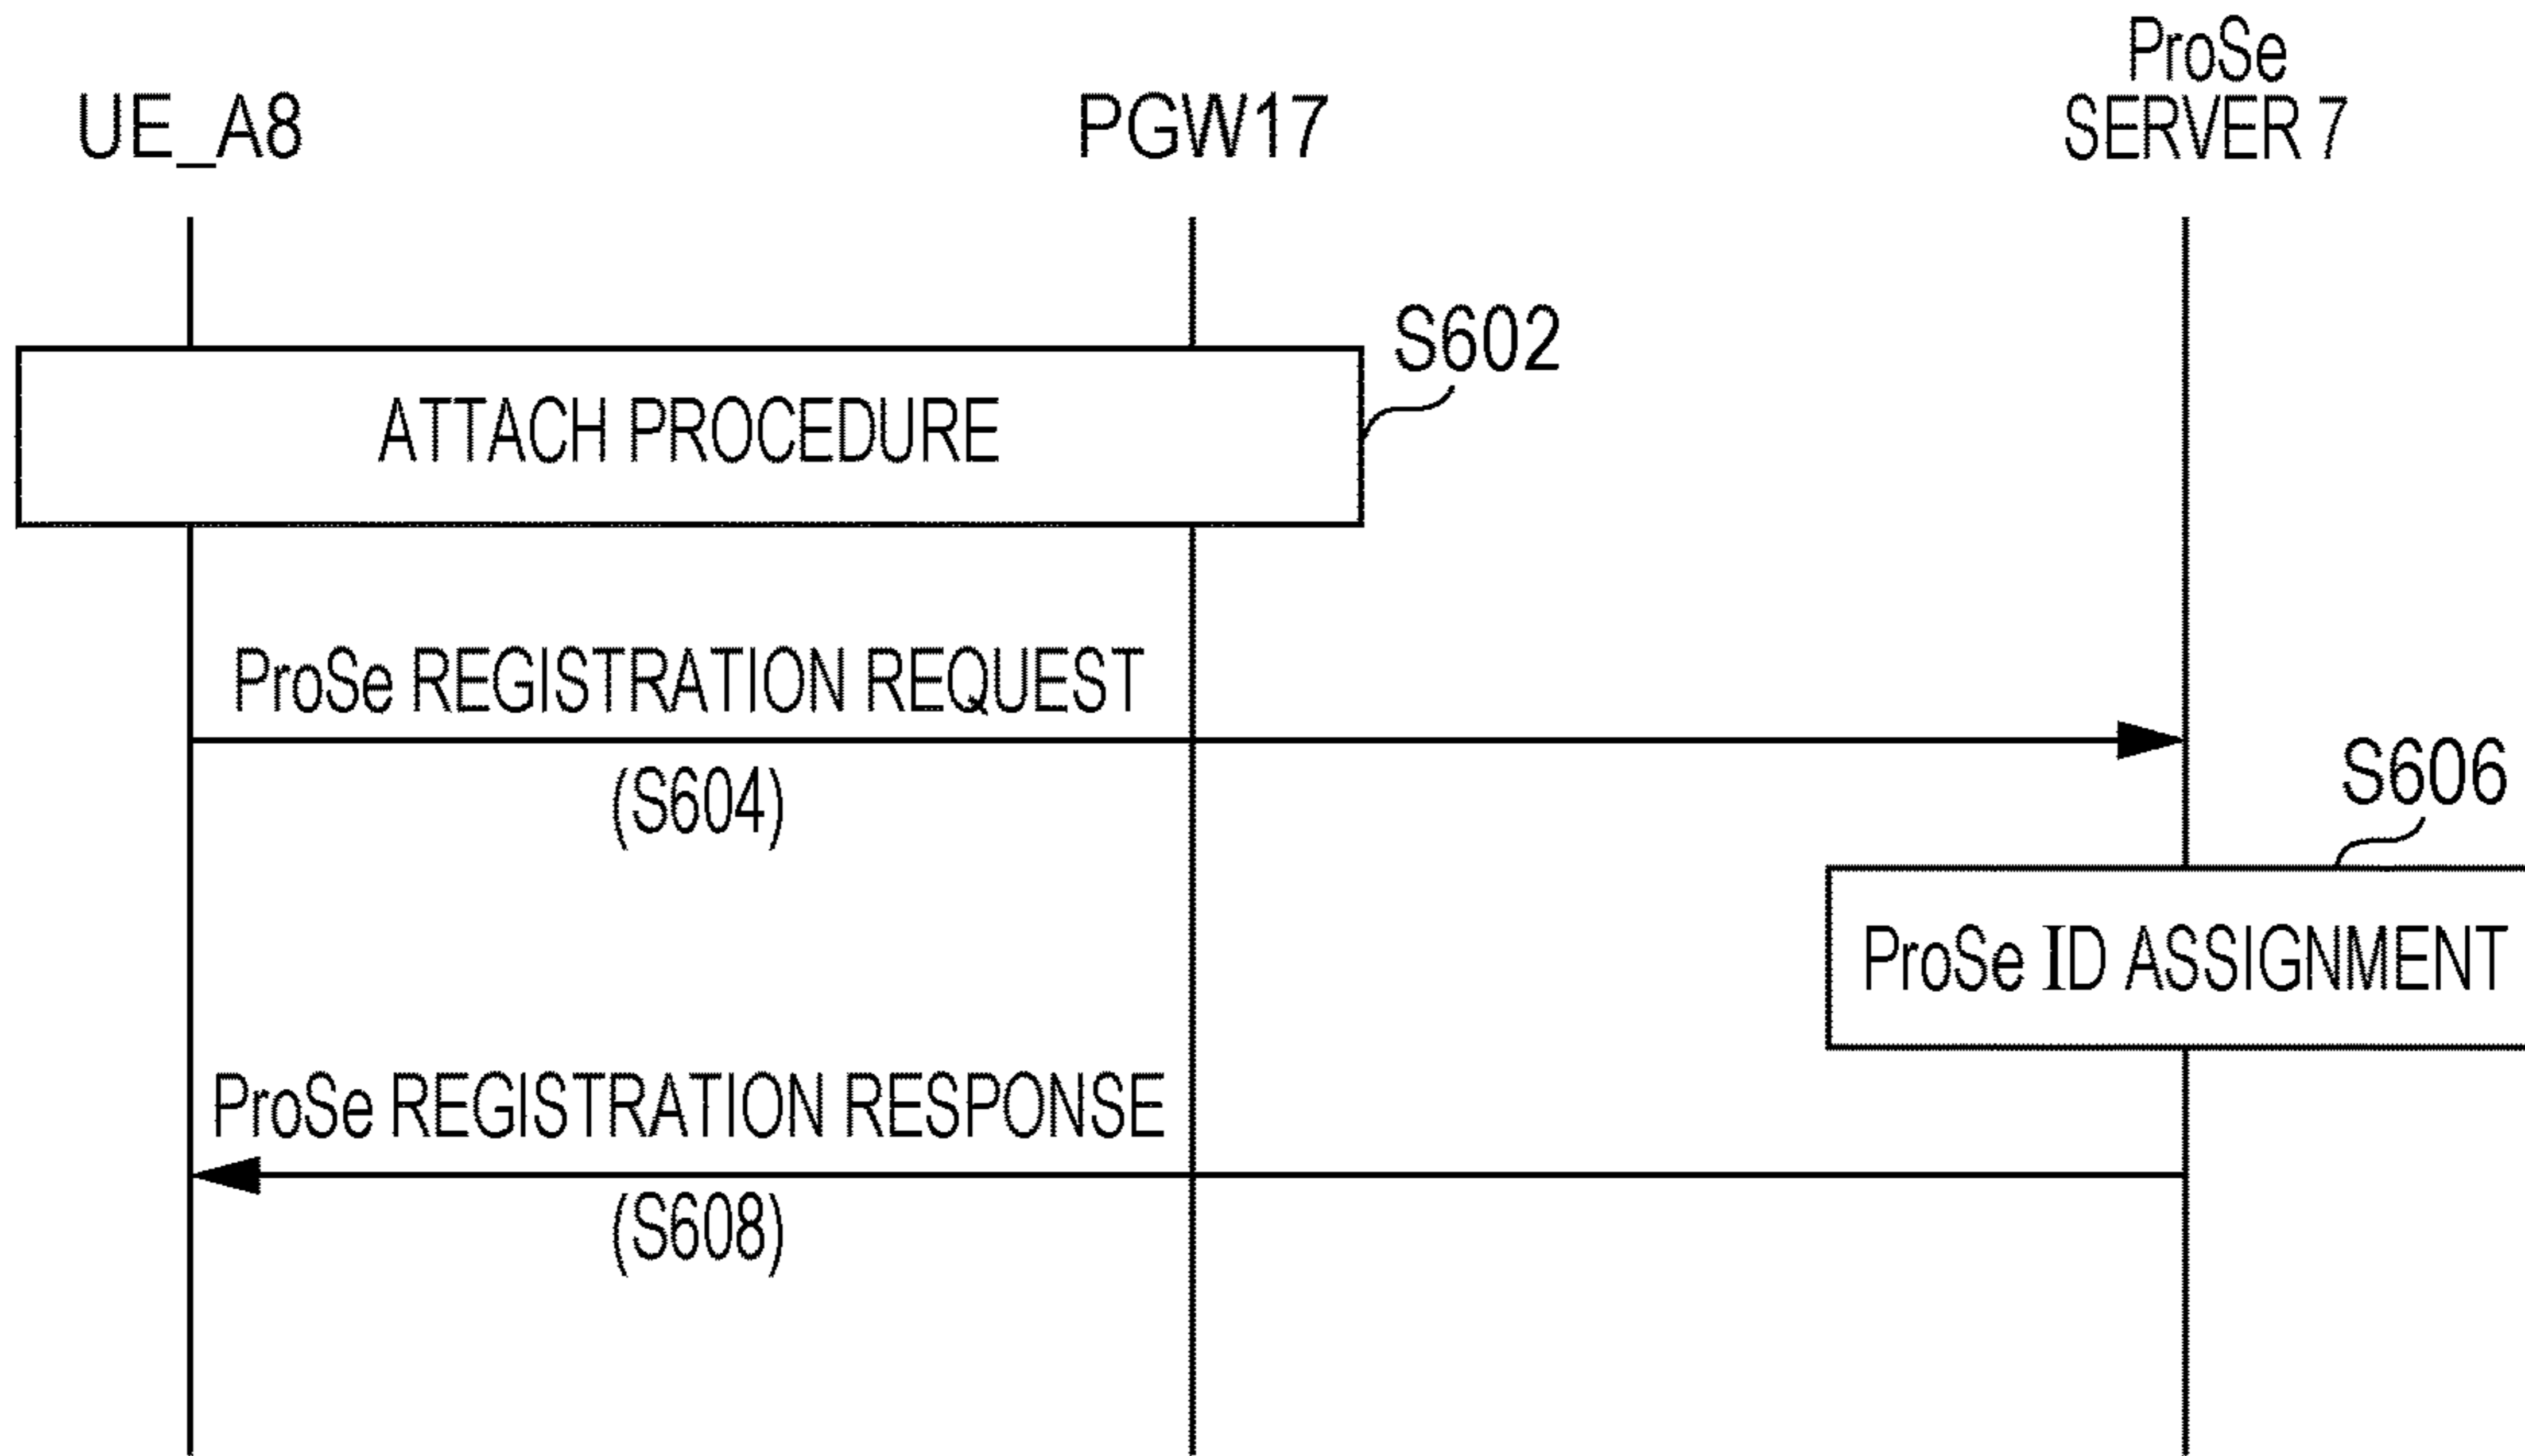 UE_A8
PGW17
ProSe
SERVER 7
S602
ATTACH PROCEDURE
ProSe REGISTRATION REQUEST
(S604)
S606
ProSe ID ASSIGNMENT
ProSe REGISTRATION RESPONSE
(S608)